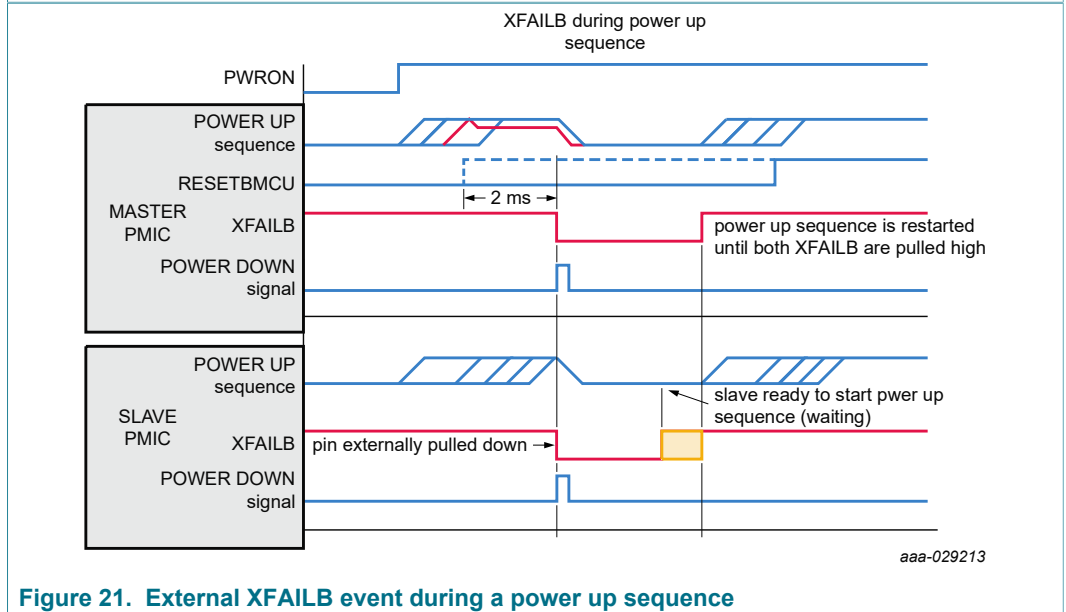 XFAILB during power up
sequence
PWRON
POWER UP
sequence
RESETBMCU
2 ms
MASTER
PMIC
XFAILB
power up sequence is restarted
until both XFAILB are pulled high
POWER DOWN
signal
POWER UP
sequence
slave ready to start pwer up
sequence (waiting)
SLAVE
PMIC
XFAILB
pin externally pulled down
POWER DOWN
signal
aaa-029213
Figure 21. External XFAILB event during a power up sequence